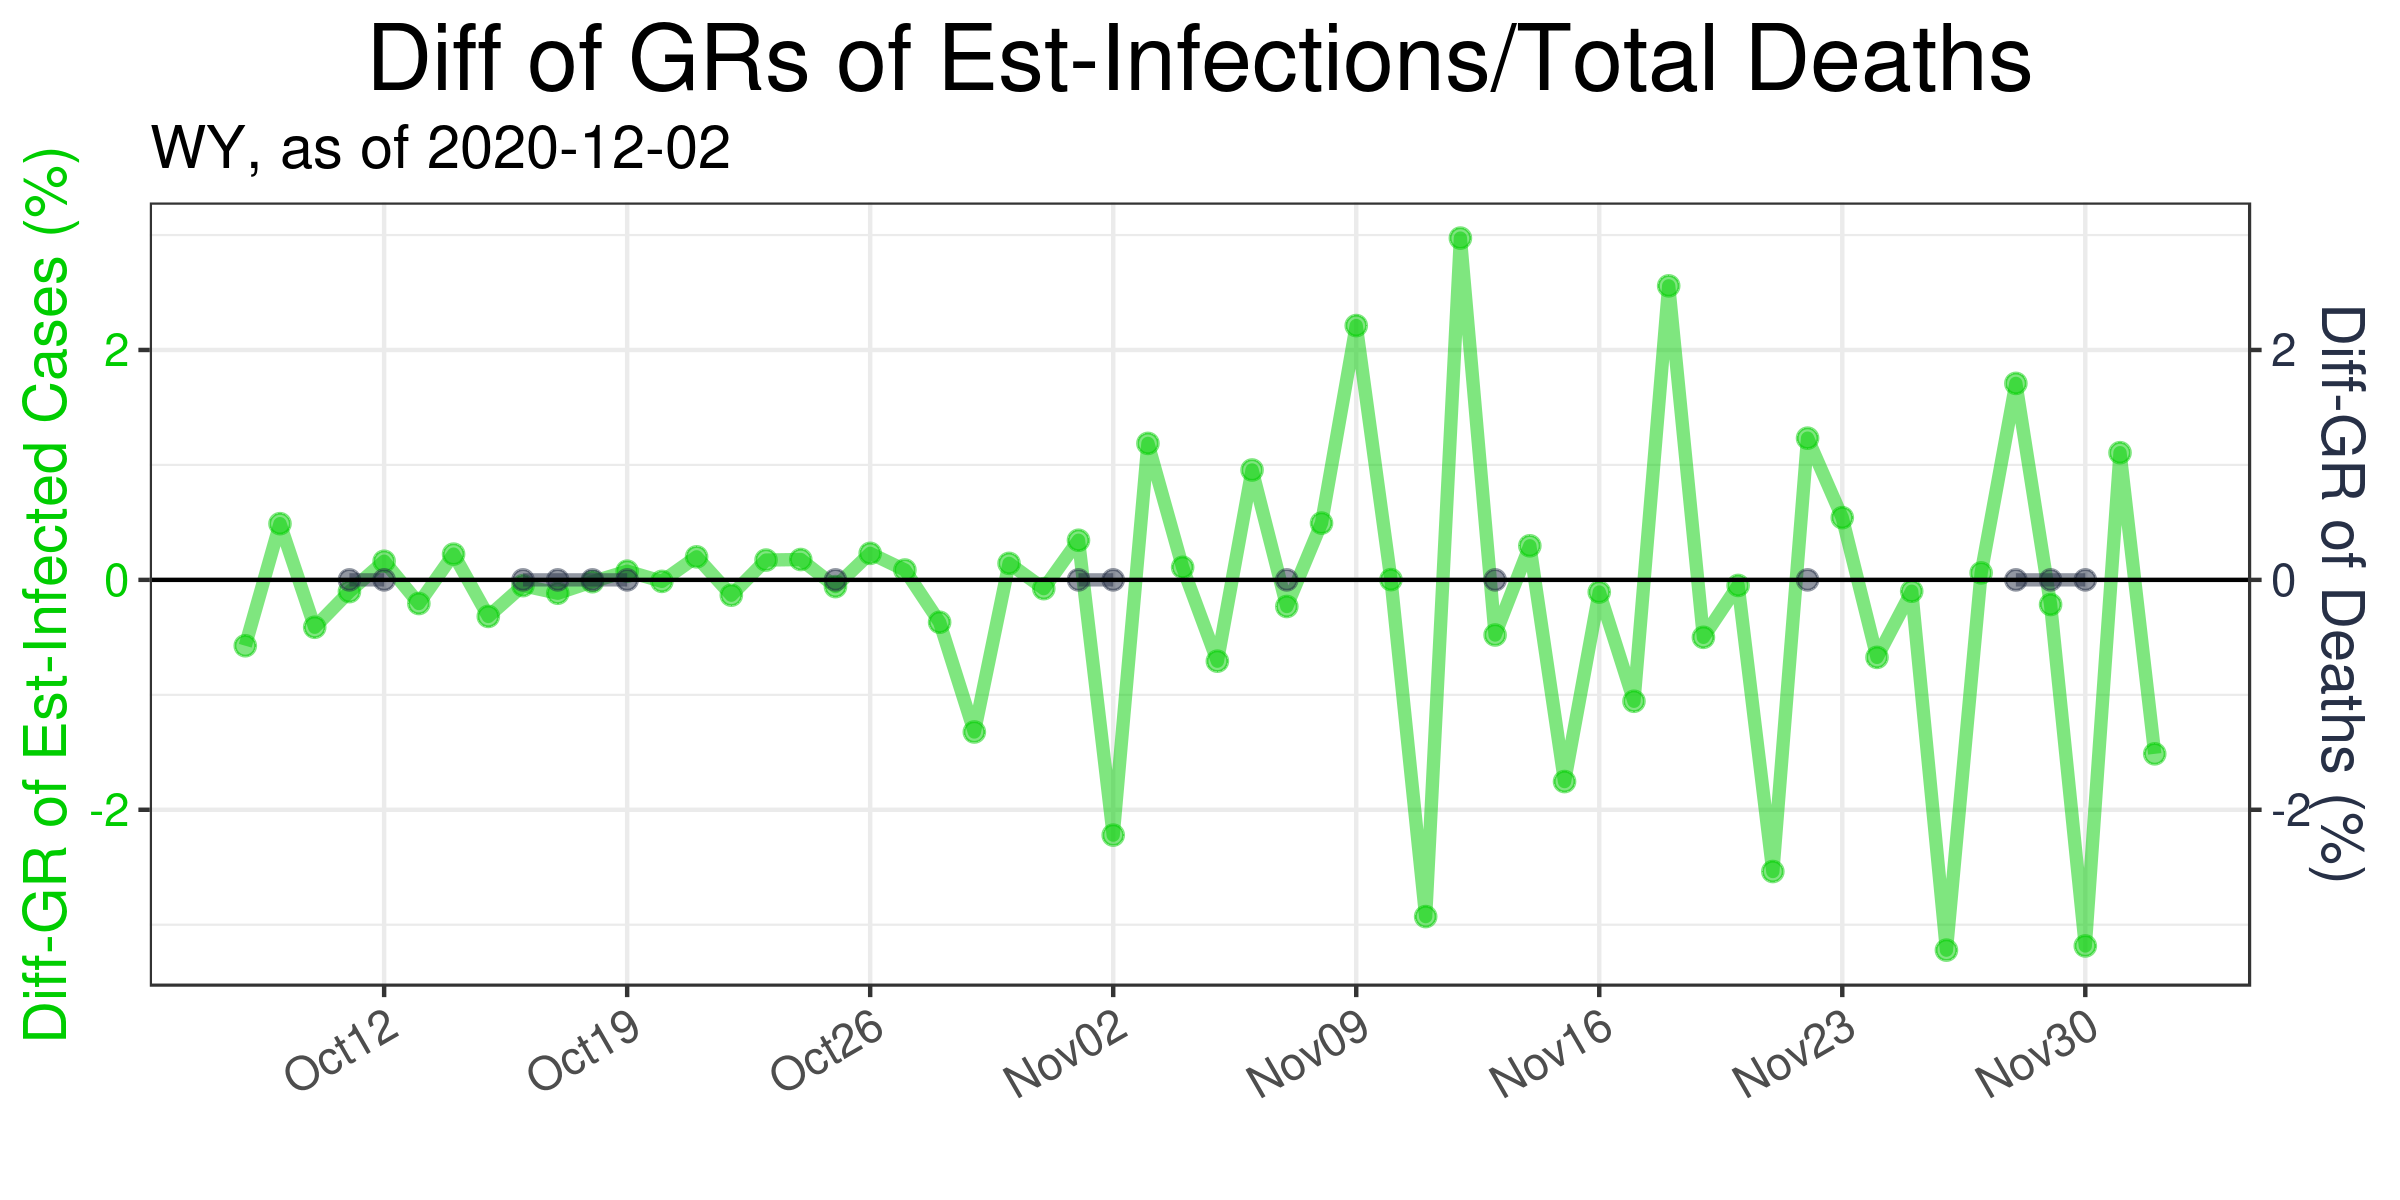 Diff of GRs of Est-Infections/Total Deaths
WY, as of 2020-12-02
Diff-GR of Est-Infected Cases (%)
2
0
-2
2
0
-2
Diff-GR of Deaths (%)
Oct12
Oct19
Oct26
Nov02
Nov09
Nov16
Nov23
Nov30